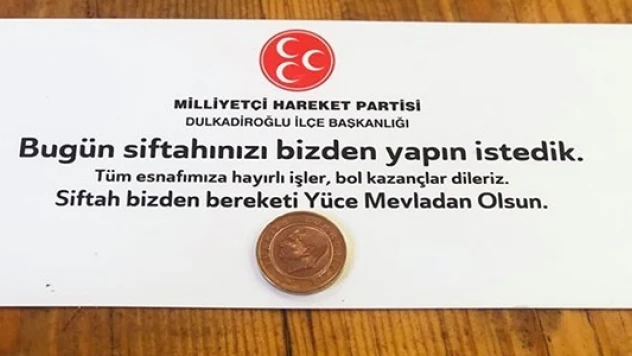 MİLLİYETÇİ HAREKET PARTİSİ
DULKADİROĞLU İLÇE BAŞKANLIĞI
Bugün siftahınızı bizden yapın istedik.
Tüm esnafımıza hayırlı işler, bol kazançlar dileriz.
Siftah bizden bereketi Yüce Mevladan Olsun.